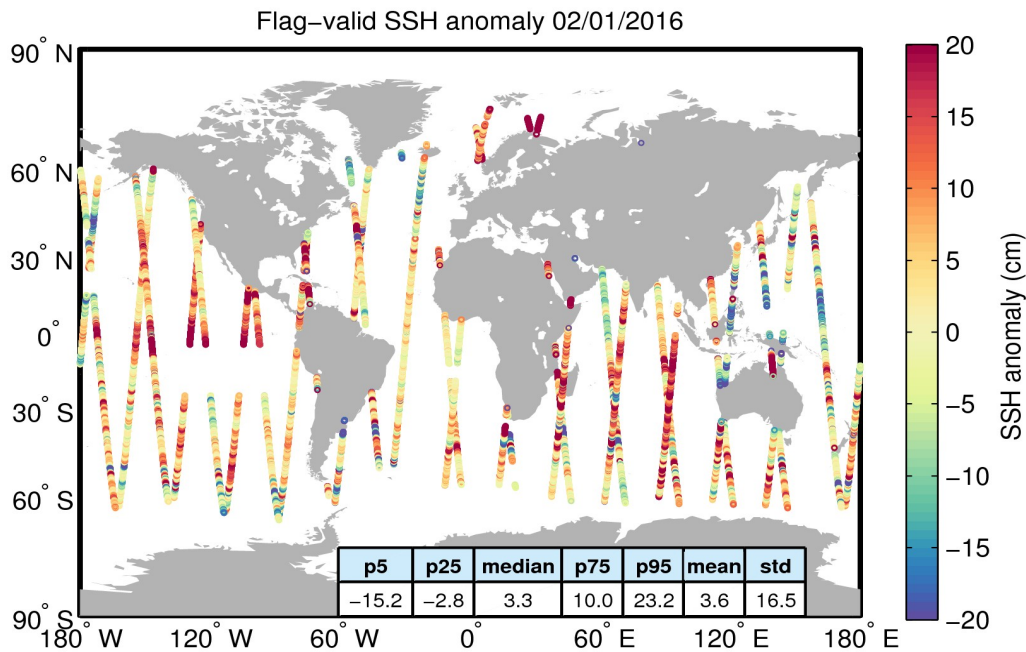 Flag−valid SSH anomaly 02/01/2016
90° N
60° N
30° N
0°
30° S
60° S
90° S
180° W
120° W
60° W
0°
60° E
120° E
180° E
p5 p25 median p75 p95 mean std
−15.2 −2.8 3.3 10.0 23.2 3.6 16.5
20
15
10
5
0
−5
−10
−15
−20
SSH anomaly (cm)